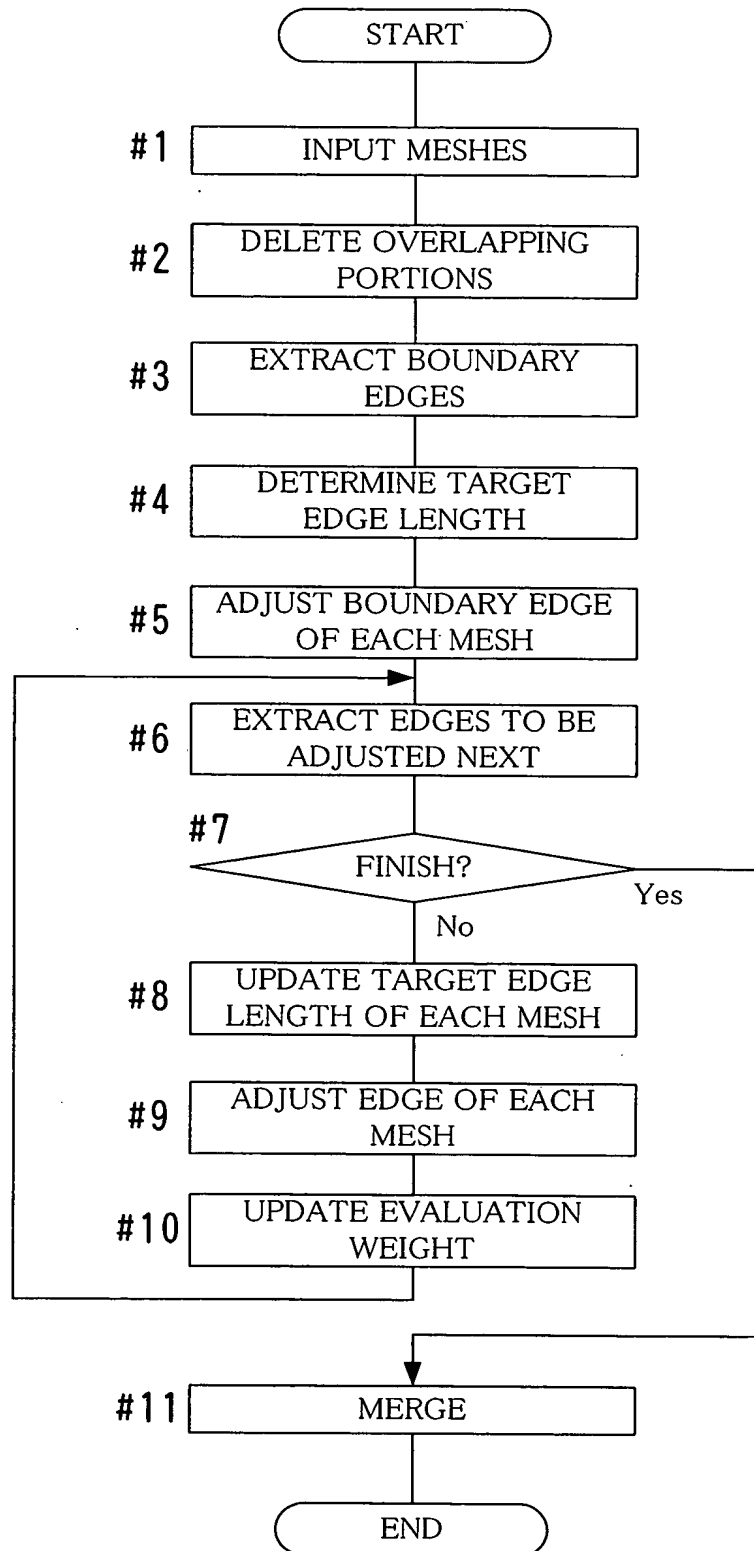 START
#1
INPUT MESHES
#2
DELETE OVERLAPPING
PORTIONS
#3
EXTRACT BOUNDARY
EDGES
#4
DETERMINE TARGET
EDGE LENGTH
#5
ADJUST BOUNDARY EDGE
OF EACH MESH
#6
EXTRACT EDGES TO BE
ADJUSTED NEXT
#7
FINISH?
Yes
No
#8
UPDATE TARGET EDGE
LENGTH OF EACH MESH
#9
ADJUST EDGE OF EACH
MESH
#10
UPDATE EVALUATION
WEIGHT
#11
MERGE
END